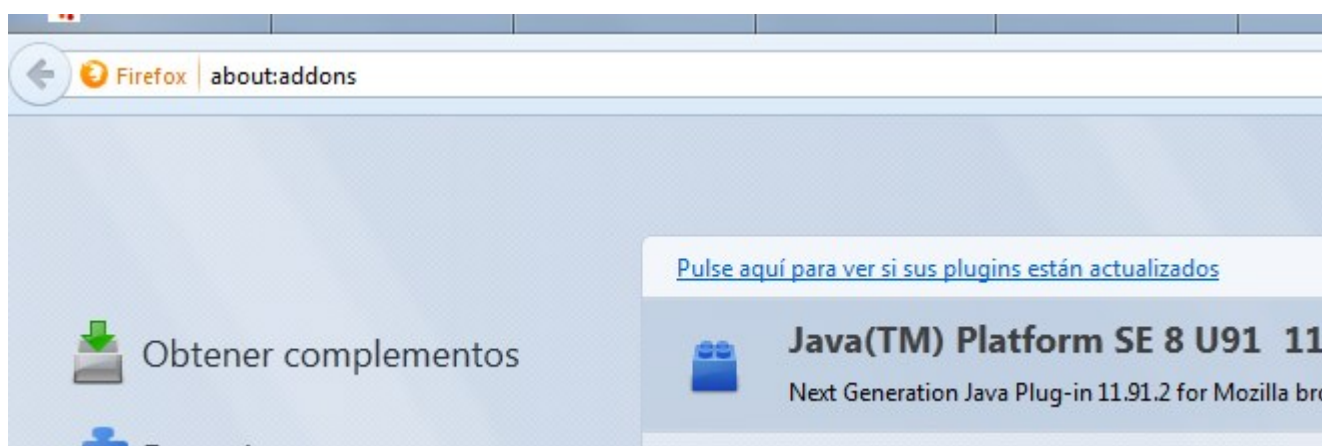 Firefox about:addons
Pulse aquí para ver si sus plugins están actualizados
Obtener complementos
Java(TM) Platform SE 8 U91 11
Next Generation Java Plug-in 11.91.2 for Mozilla